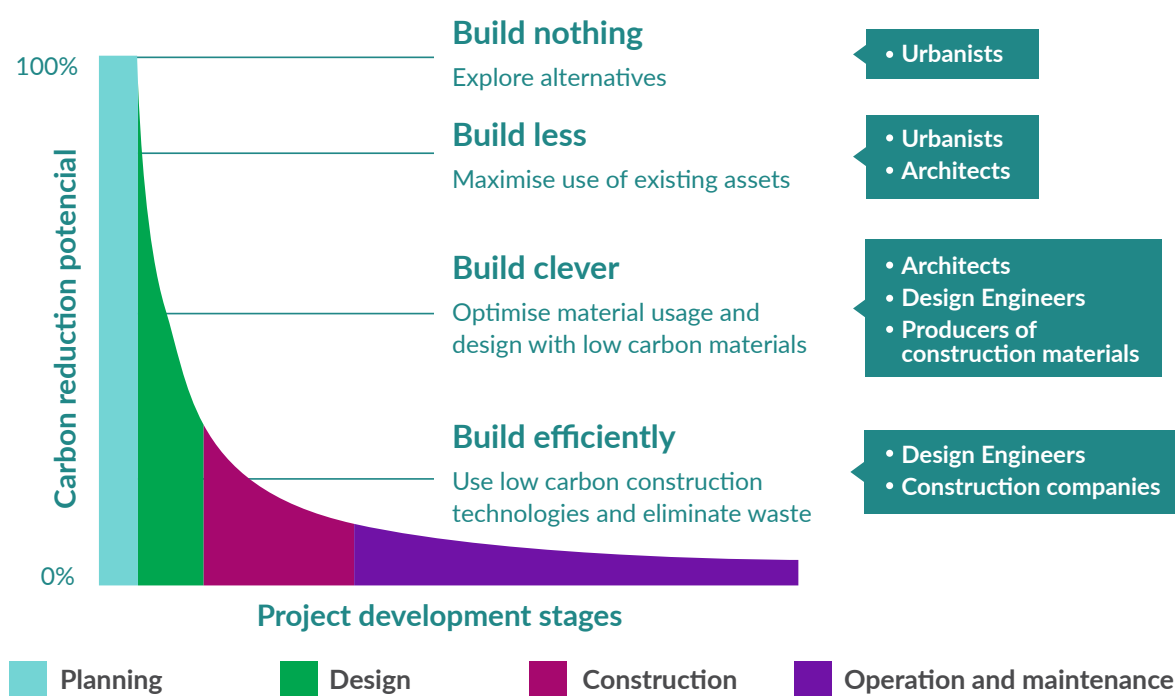 100%
Carbon reduction potencial
0%
Build nothing
Explore alternatives
• Urbanists
Build less
Maximise use of existing assets
• Urbanists
• Architects
Build clever
Optimise material usage and
design with low carbon materials
• Architects
• Design Engineers
• Producers of
construction materials
Build efficiently
Use low carbon construction
technologies and eliminate waste
• Design Engineers
• Construction companies
Project development stages
Planning
Design
Construction
Operation and maintenance